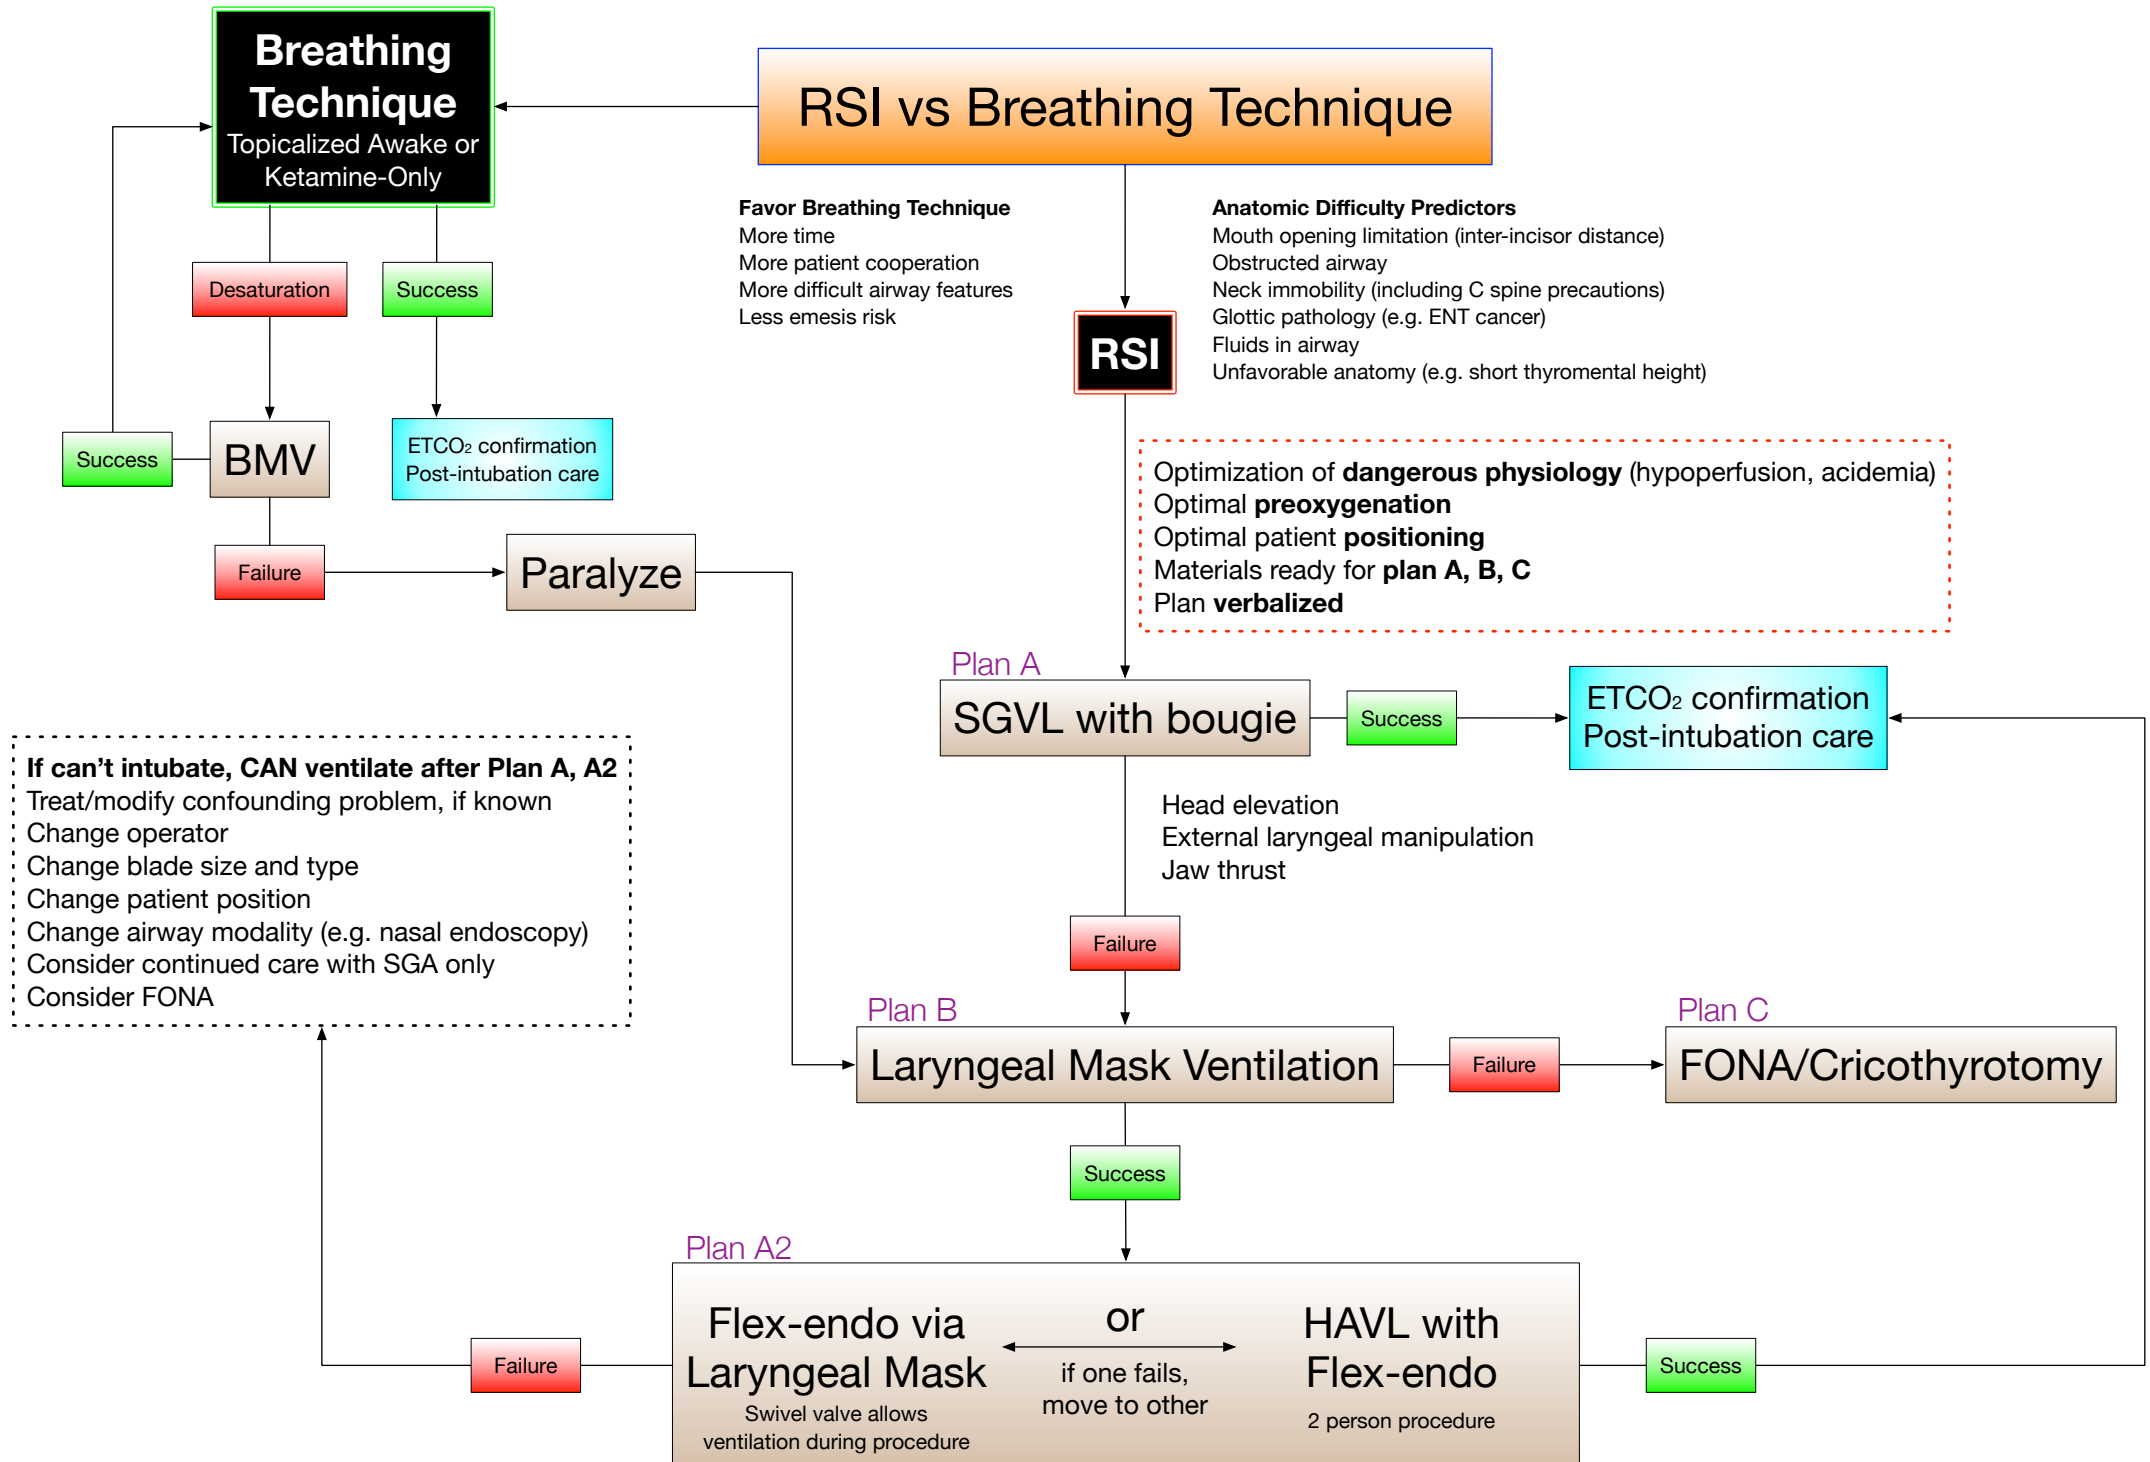 Breathing
Technique
Topicalized Awake or
Ketamine-Only
RSI vs Breathing Technique
Favor Breathing Technique
More time
More patient cooperation
More difficult airway features
Less emesis risk
Anatomic Difficulty Predictors
Mouth opening limitation (inter-incisor distance)
Obstructed airway
Neck immobility (including C spine precautions)
Glottic pathology (e.g. ENT cancer)
Fluids in airway
Unfavorable anatomy (e.g. short thyromental height)
Desaturation
Success
RSI
Success
BMV
ETCO₂ confirmation
Post-intubation care
Failure
Paralyze
Optimization of dangerous physiology (hypoperfusion, acidemia)
Optimal preoxygenation
Optimal patient positioning
Materials ready for plan A, B, C
Plan verbalized
Plan A
SGVL with bougie
Success
ETCO₂ confirmation
Post-intubation care
If can’t intubate, CAN ventilate after Plan A, A2
Treat/modify confounding problem, if known
Change operator
Change blade size and type
Change patient position
Change airway modality (e.g. nasal endoscopy)
Consider continued care with SGA only
Consider FONA
Head elevation
External laryngeal manipulation
Jaw thrust
Failure
Plan B
Laryngeal Mask Ventilation
Failure
Plan C
FONA/Cricothyrotomy
Success
Plan A2
Flex-endo via
Laryngeal Mask
Swivel valve allows
ventilation during procedure
or
if one fails,
move to other
HAVL with
Flex-endo
2 person procedure
Failure
Success